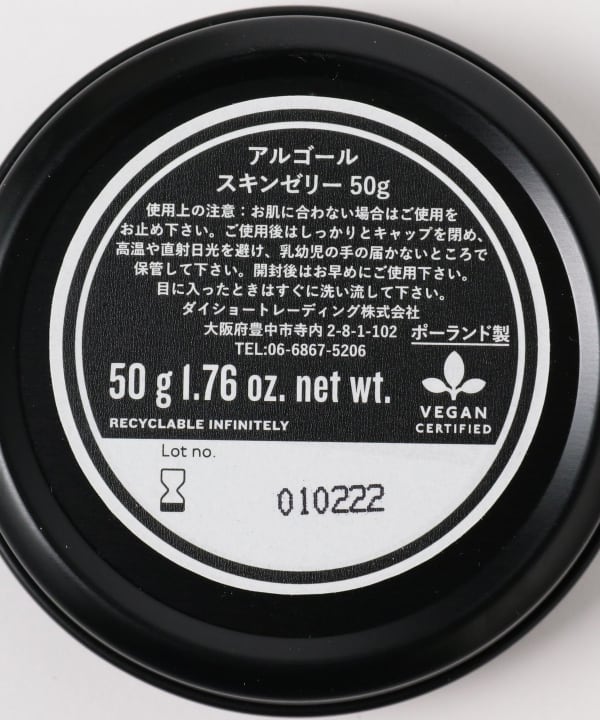 アルゴール
スキンゼリー 50g
使用上の注意：お肌に合わない場合はご使用を
お止め下さい。ご使用後はしっかりとキャップを閉め、
高温や直射日光を避け、乳幼児の手の届かないところで
保管して下さい。開封後はお早めにご使用下さい。
目に入ったときはすぐに洗い流して下さい。
ダイショートレーディング株式会社
大阪府豊中市寺内 2-8-1-102 ポーランド製
TEL:06-6867-5206
50 g 1.76 oz. net wt.
RECYCLABLE INFINITELY
VEGAN
CERTIFIED
Lot no.
010222